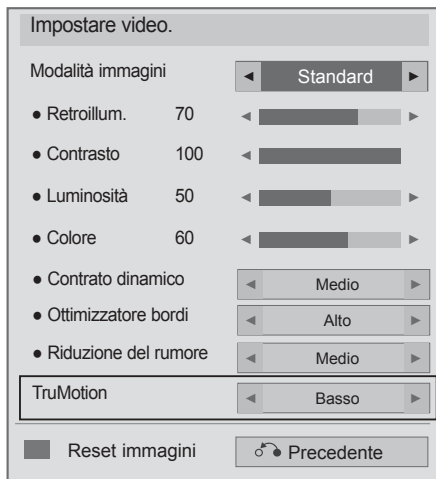 Impostare video.
Modalità immagini ◄ Standard ►
● Retroillum. 70 ◄ ►
● Contrasto 100 ◄
● Luminosità 50 ◄ ►
● Colore 60 ◄ ►
● Contrato dinamico ◄ Medio ►
● Ottimizzatore bordi ◄ Alto ►
● Riduzione del rumore ◄ Medio ►
TruMotion ◄ Basso ►
Reset immagini Precedente